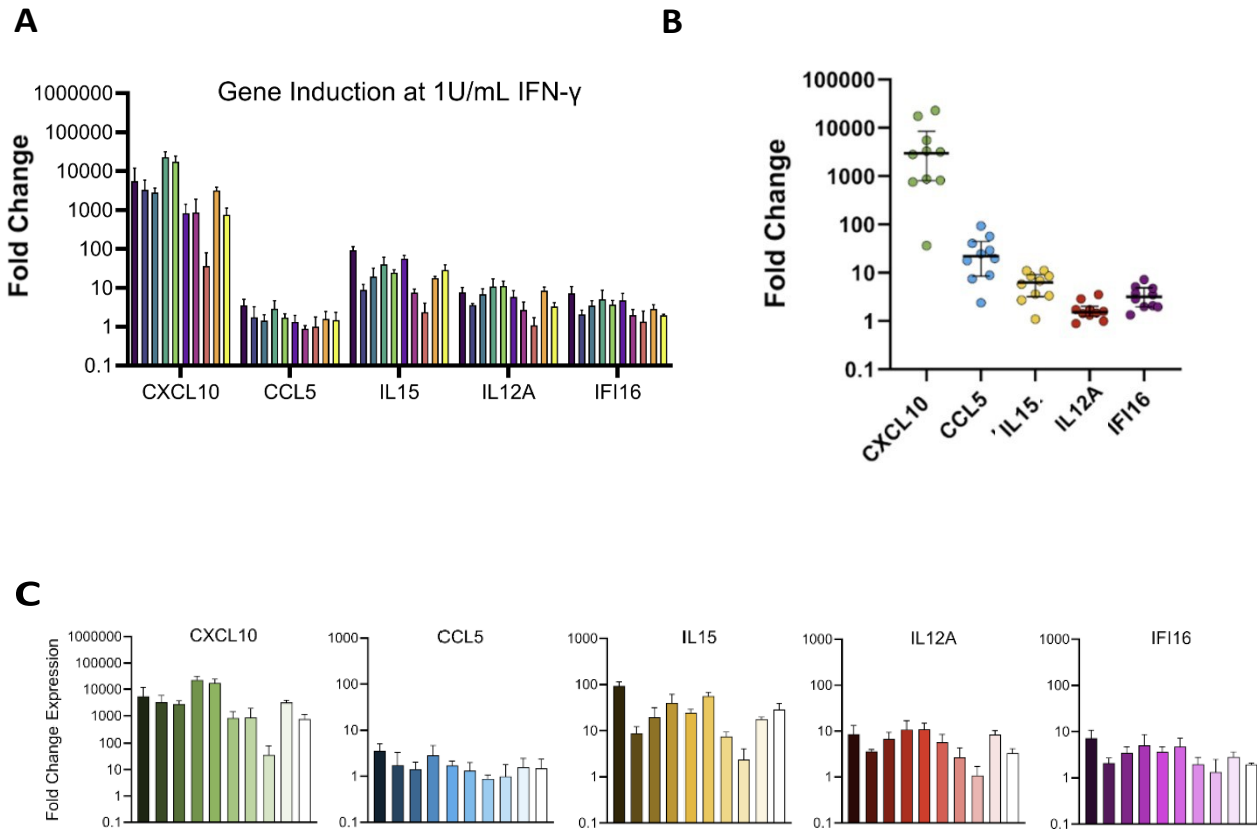 A
B
Gene Induction at 1U/mL IFN-γ
Fold Change
1000000
100000
10000
1000
100
10
1
0.1
CXCL10
CCL5
IL15
IL12A
IFI16
Fold Change
100000
10000
1000
100
10
1
0.1
CXCL10
CCL5
IL15
IL12A
IFI16
C
Fold Change Expression
CXCL10
1000000
100000
10000
1000
100
10
1
0.1
CCL5
1000
100
10
1
0.1
IL15
1000
100
10
1
0.1
IL12A
1000
100
10
1
0.1
IFI16
1000
100
10
1
0.1